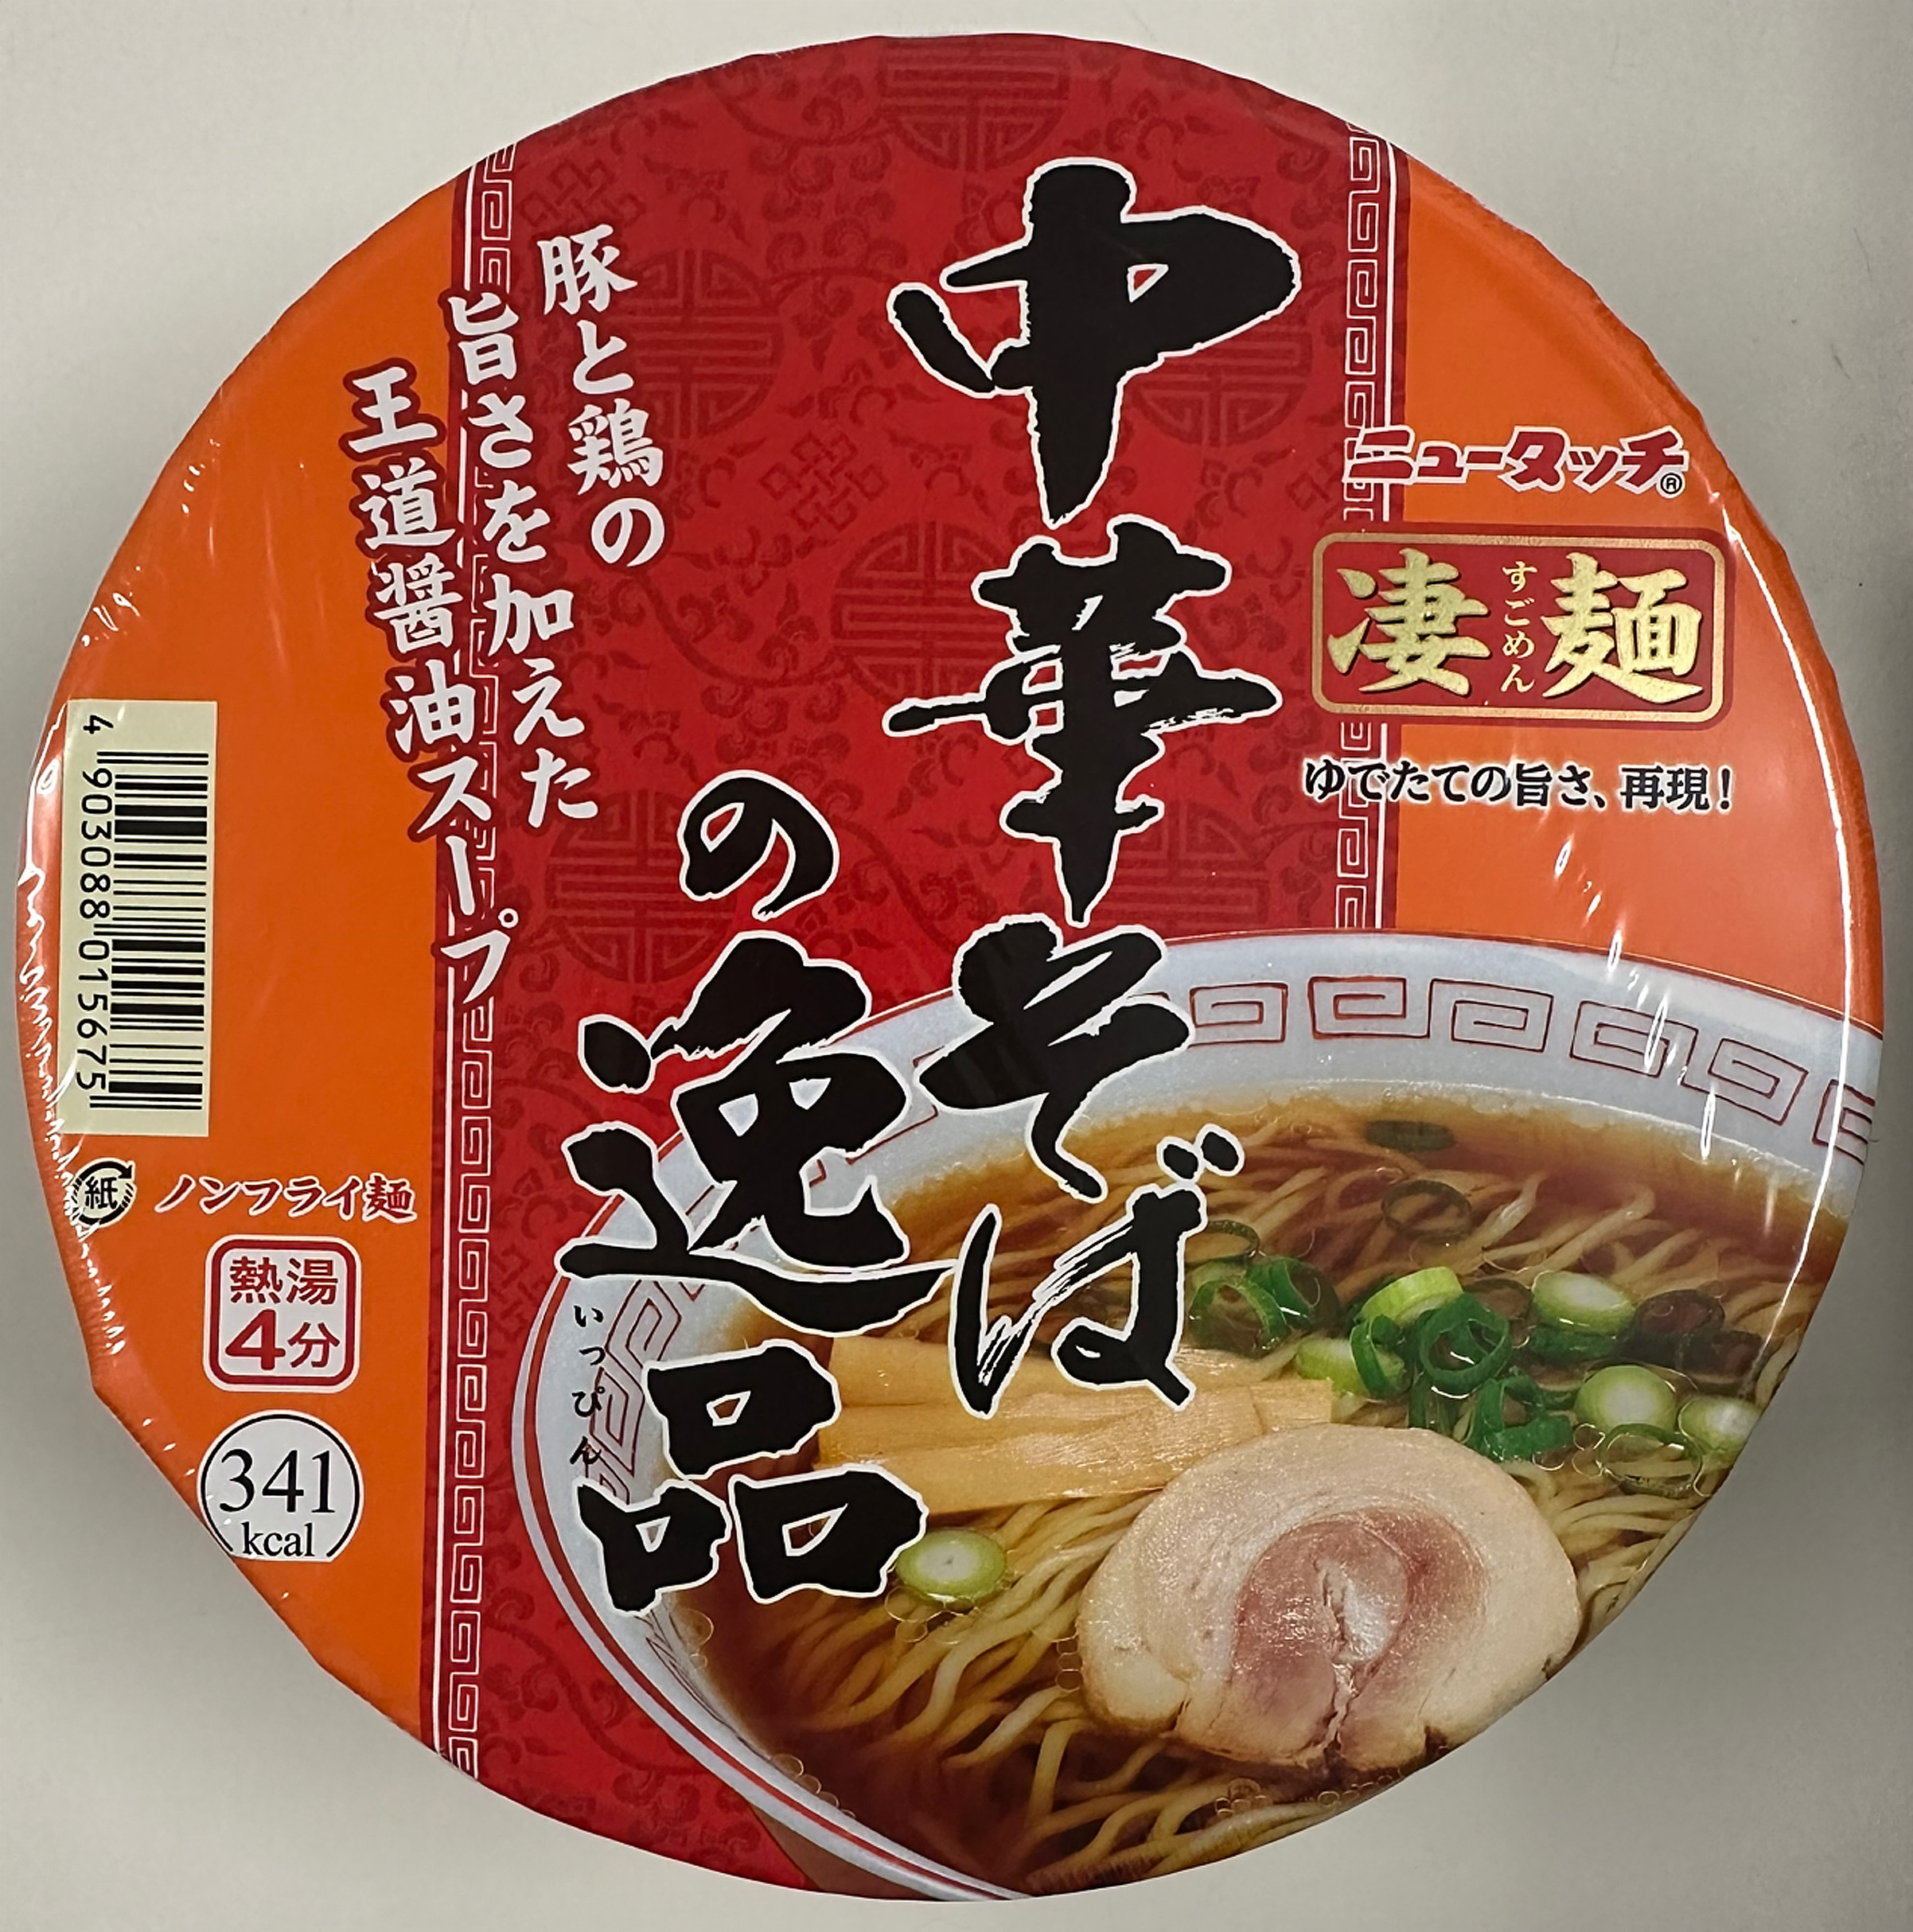 ニュータッチ®
凄麺
すごめん
ゆでたての旨さ、再現!
中華そば
の逸品
いっぴん
豚と鶏の
旨さを加えた
王道醤油スープ
4 903088 015675
紙
ノンフライ麺
熱湯
4分
341
kcal